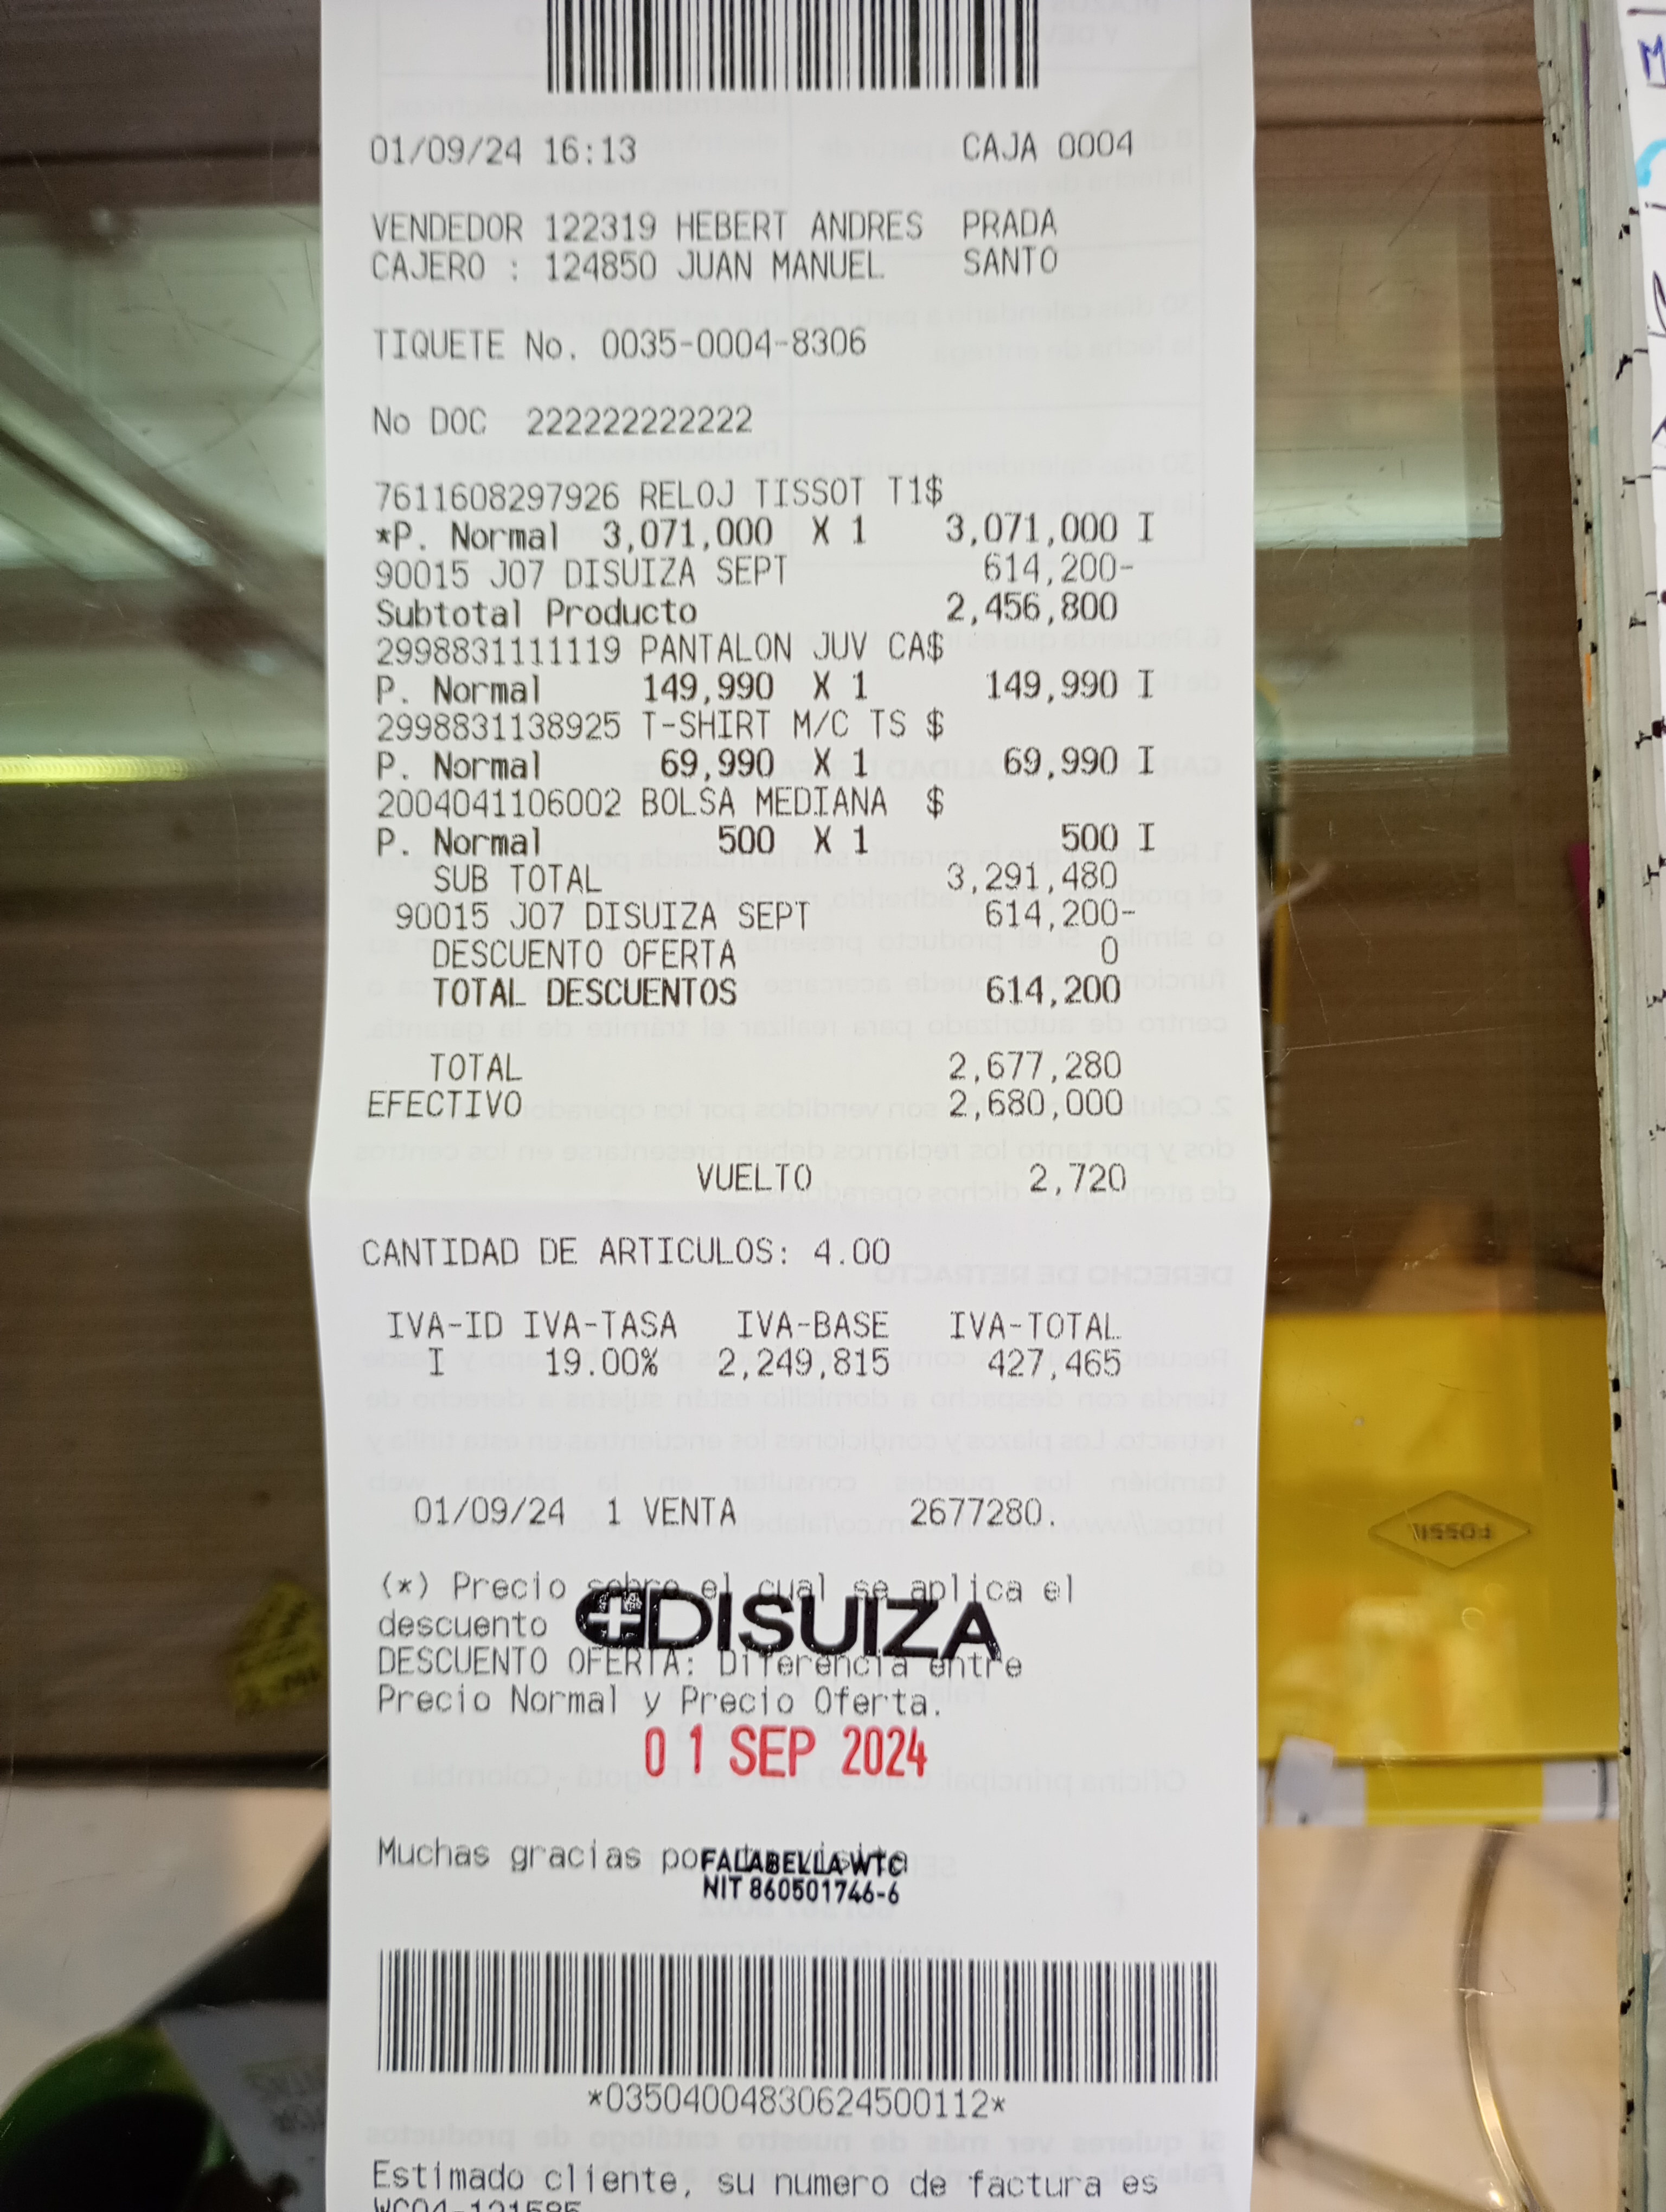 01/09/24 16:13 CAJA 0004
VENDEDOR 122319 HEBERT ANDRES PRADA
CAJERO : 124850 JUAN MANUEL SANTO
TIQUETE No. 0035-0004-8306
No DOC 222222222222
7611608297926 RELOJ TISSOT T1$
*P. Normal 3,071,000 X 1 3,071,000 I
90015 J07 DISUIZA SEPT 614,200-
Subtotal Producto 2,456,800
2998831111119 PANTALON JUV CA$
P. Normal 149,990 X 1 149,990 I
2998831138925 T-SHIRT M/C TS $
P. Normal 69,990 X 1 69,990 I
2004041106002 BOLSA MEDIANA $
P. Normal 500 X 1 500 I
SUB TOTAL 3,291,480
90015 J07 DISUIZA SEPT 614,200-
DESCUENTO OFERTA 0
TOTAL DESCUENTOS 614,200
TOTAL 2,677,280
EFECTIVO 2,680,000
VUELTO 2,720
CANTIDAD DE ARTICULOS: 4.00
IVA-ID IVA-TASA IVA-BASE IVA-TOTAL
I 19.00% 2,249,815 427,465
01/09/24 1 VENTA 2677280.
(*) Precio sobre el cual se aplica el
descuento
DISUIZA
DESCUENTO OFERTA: Diferencia entre
Precio Normal y Precio Oferta.
01 SEP 2024
Muchas gracias por tu visita
FALABELLA WTC
NIT 860501746-6
*03504004830624500112*
Estimado cliente, su numero de factura es
WC04-121585
FOSSIL